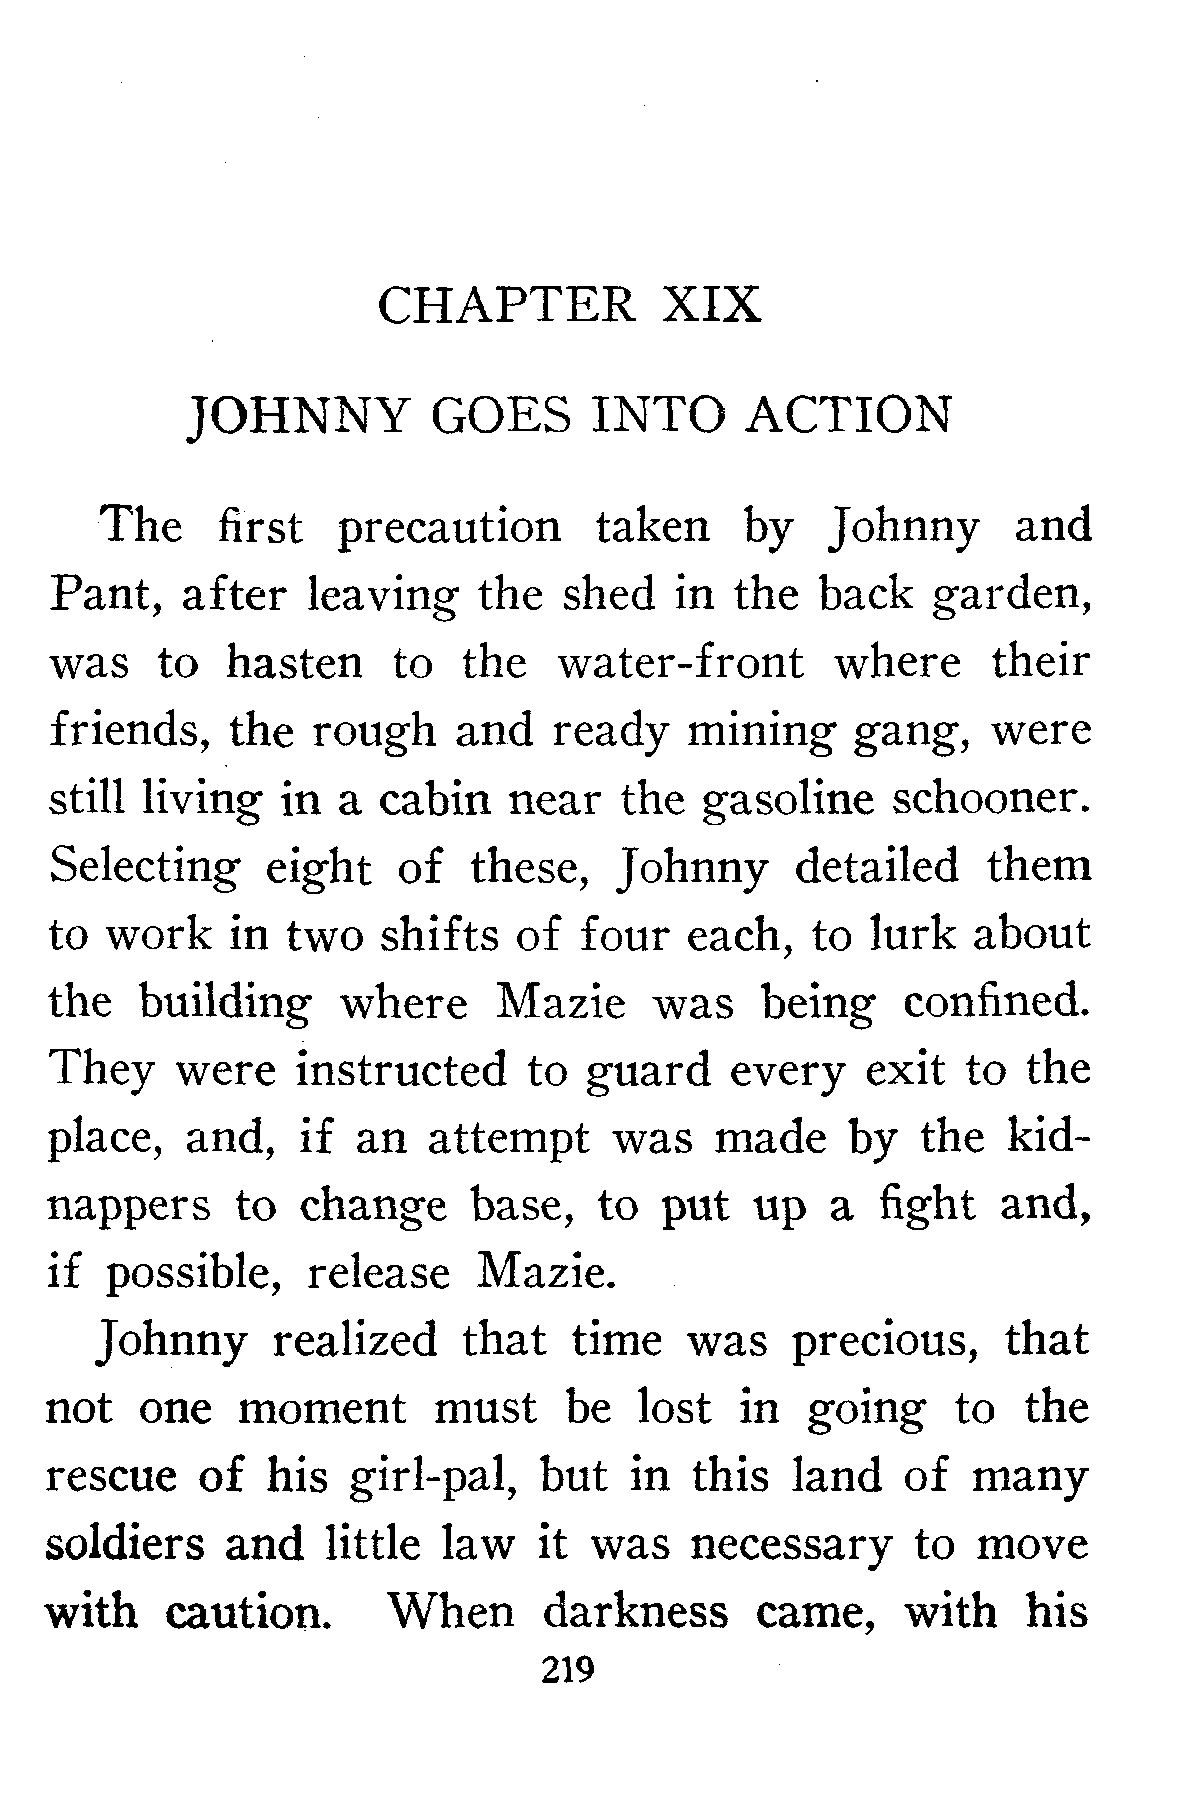 CHAPTER XIX
JOHNNY GOES INTO ACTION
The first precaution taken by Johnny and
Pant, after leaving the shed in the back garden,
was to hasten to the water-front where their
friends, the rough and ready mining gang, were
still living in a cabin near the gasoline schooner.
Selecting eight of these, Johnny detailed them
to work in two shifts of four each, to lurk about
the building where Mazie was being confined.
They were instructed to guard every exit to the
place, and, if an attempt was made by the kid-
nappers to change base, to put up a fight and,
if possible, release Mazie.
Johnny realized that time was precious, that
not one moment must be lost in going to the
rescue of his girl-pal, but in this land of many
soldiers and little law it was necessary to move
with caution. When darkness came, with his
219